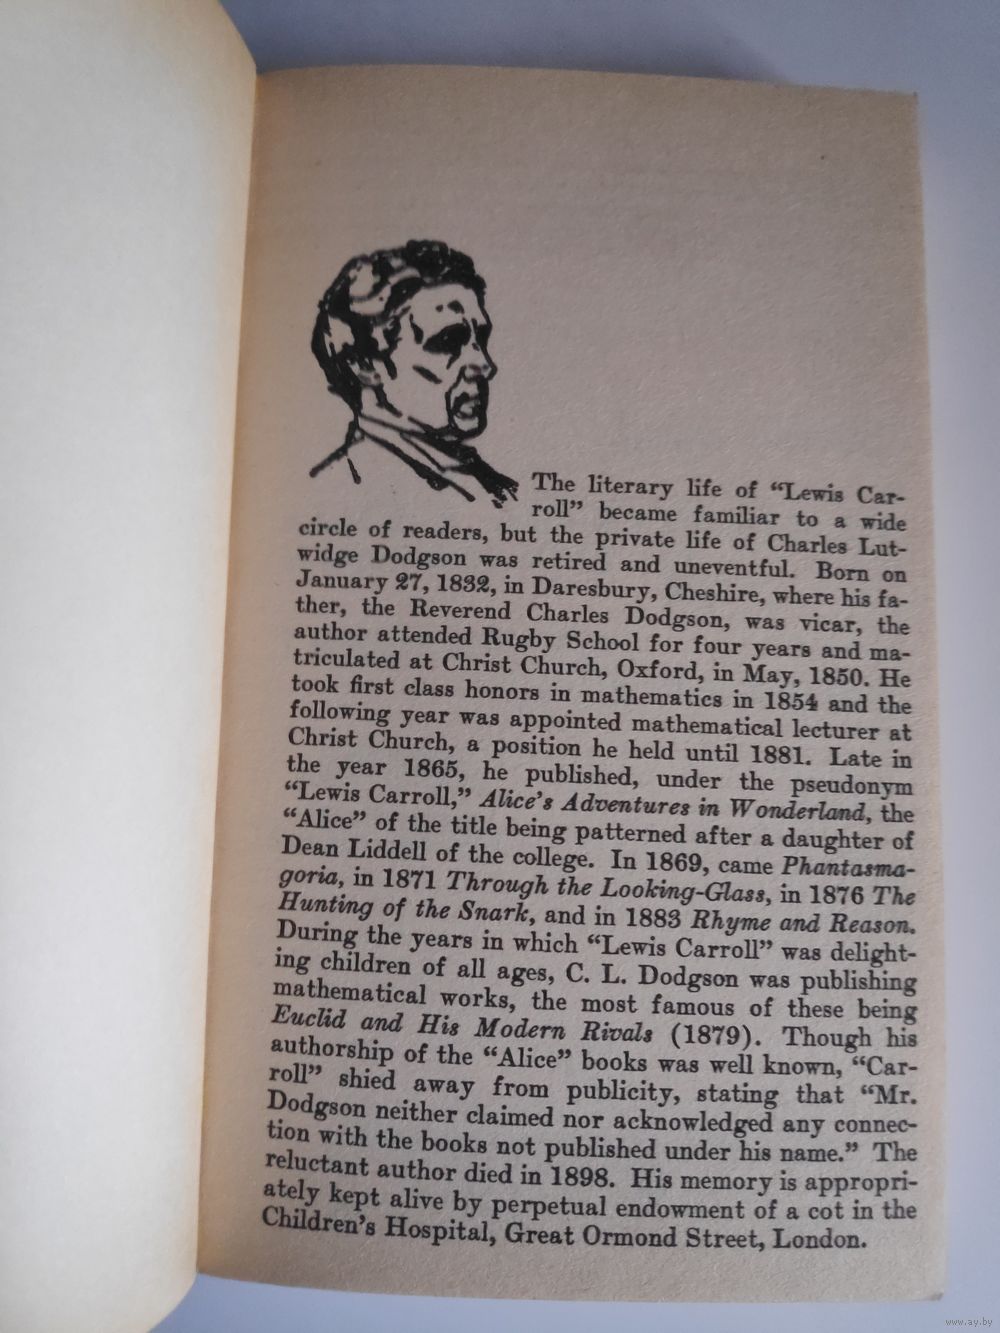 The literary life of “Lewis Car-
roll” became familiar to a wide
circle of readers, but the private life of Charles Lut-
widge Dodgson was retired and uneventful. Born on
January 27, 1832, in Daresbury, Cheshire, where his fa-
ther, the Reverend Charles Dodgson, was vicar, the
author attended Rugby School for four years and ma-
triculated at Christ Church, Oxford, in May, 1850. He
took first class honors in mathematics in 1854 and the
following year was appointed mathematical lecturer at
Christ Church, a position he held until 1881. Late in
the year 1865, he published, under the pseudonym
“Lewis Carroll,” Alice’s Adventures in Wonderland, the
“Alice” of the title being patterned after a daughter of
Dean Liddell of the college. In 1869, came Phantasma-
goria, in 1871 Through the Looking-Glass, in 1876 The
Hunting of the Snark, and in 1883 Rhyme and Reason.
During the years in which “Lewis Carroll” was delight-
ing children of all ages, C. L. Dodgson was publishing
mathematical works, the most famous of these being
Euclid and His Modern Rivals (1879). Though his
authorship of the “Alice” books was well known, “Car-
roll” shied away from publicity, stating that “Mr.
Dodgson neither claimed nor acknowledged any connec-
tion with the books not published under his name.” The
reluctant author died in 1898. His memory is appropri-
ately kept alive by perpetual endowment of a cot in the
Children’s Hospital, Great Ormond Street, London.
www.ay.by